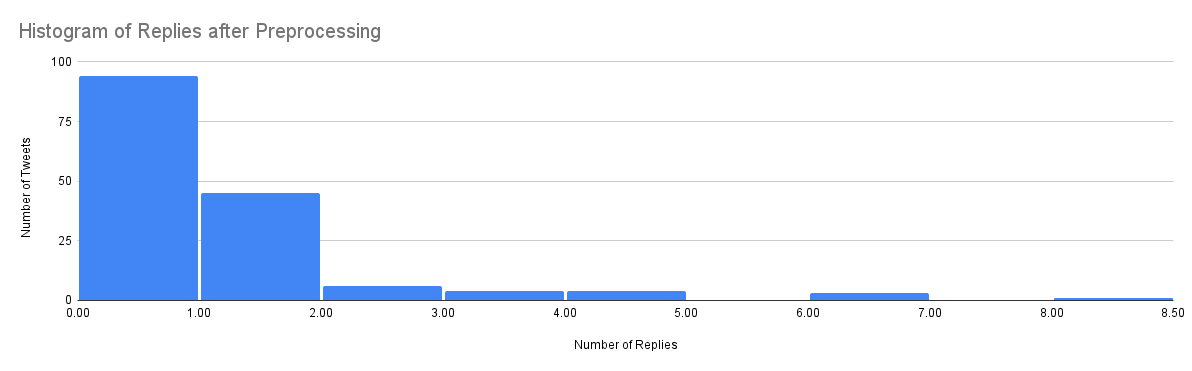 Histogram of Replies after Preprocessing
100
75
50
25
0
Number of Tweets
0.00 1.00 2.00 3.00 4.00 5.00 6.00 7.00 8.00 8.50
Number of Replies